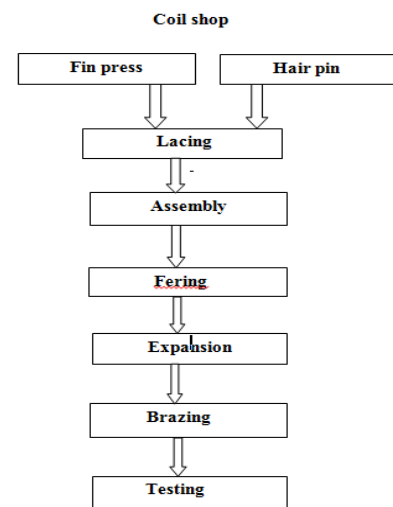 Coil shop
Fin press
Hair pin
Lacing
Assembly
Fering
Expansion
Brazing
Testing